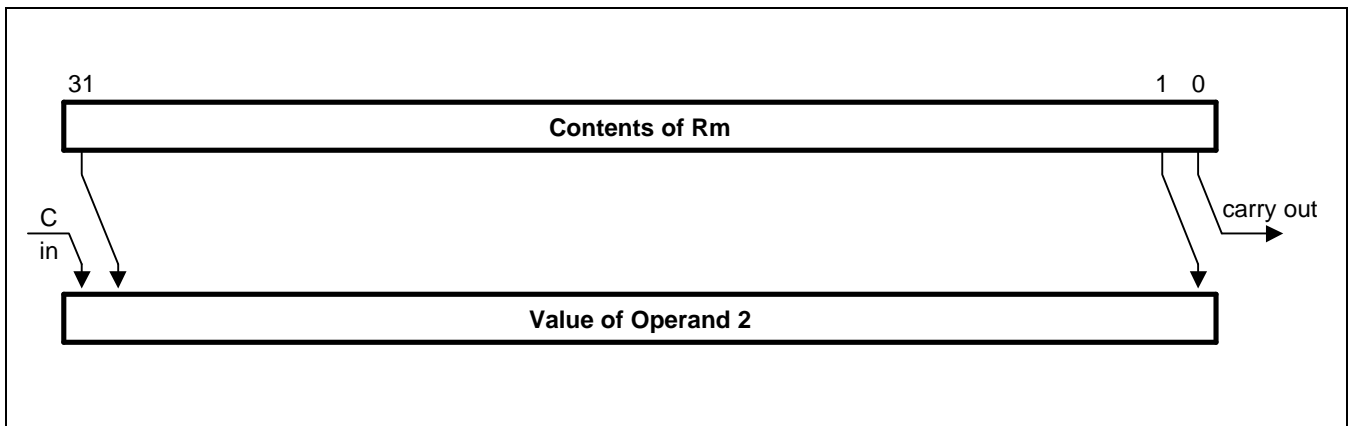 31
1 0
Contents of Rm
C
in
carry out
Value of Operand 2